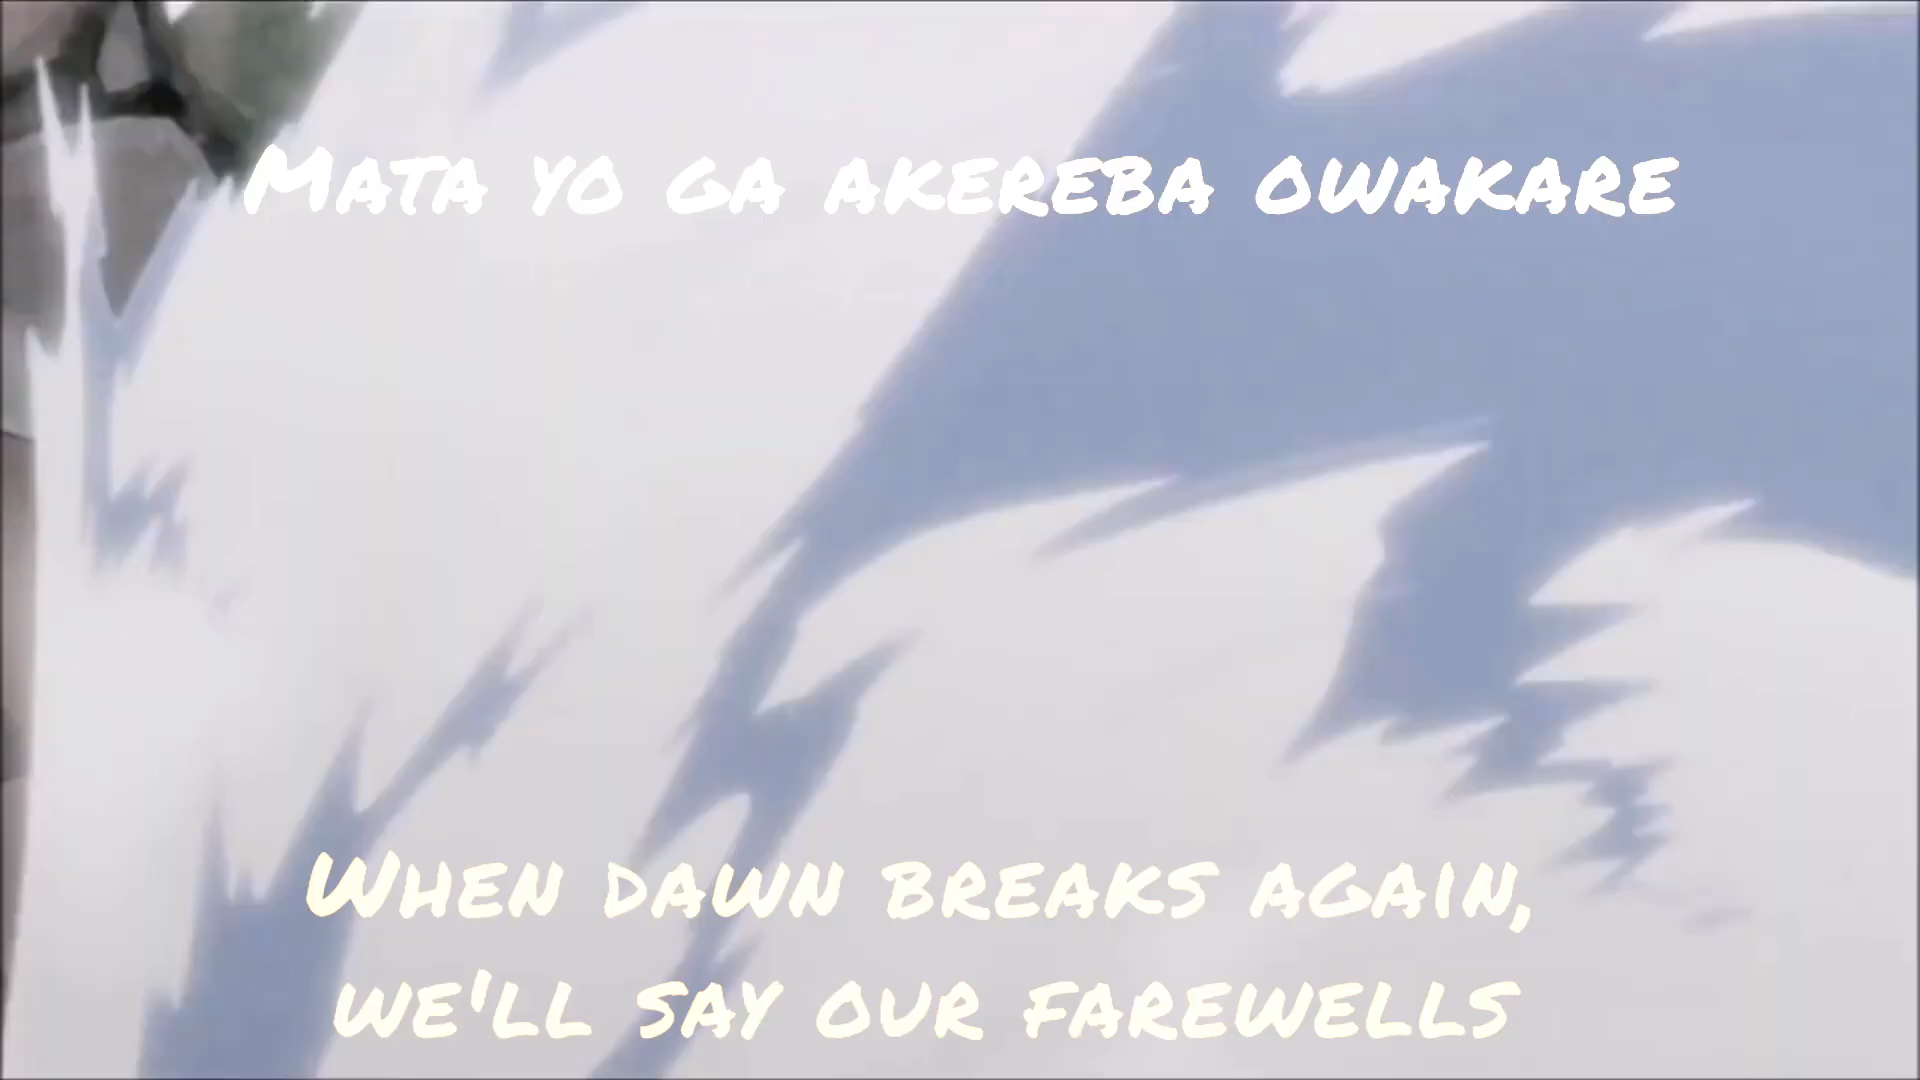 Mata yo ga akereba owakare
When dawn breaks again,
we'll say our farewells